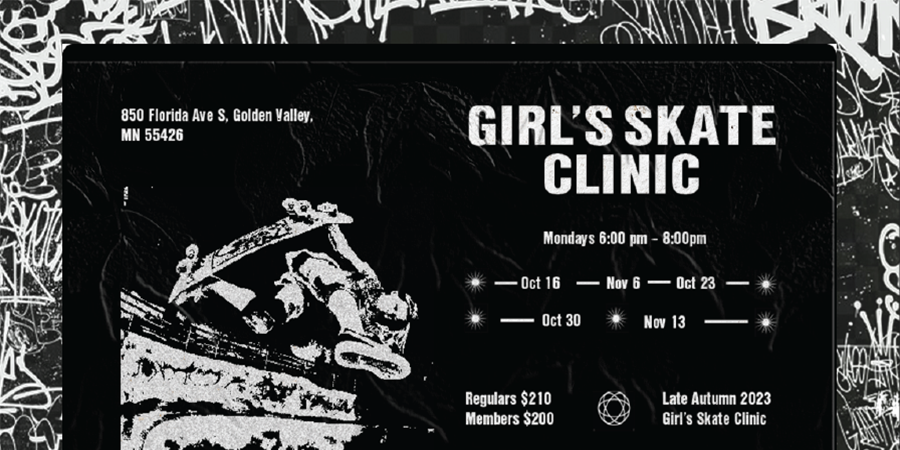 850 Florida Ave S, Golden Valley,
MN 55426
GIRL'S SKATE
CLINIC
Mondays 6:00 pm - 8:00pm
Oct 16 — Nov 6 — Oct 23
Oct 30 Nov 13
Regulars $210
Members $200
Late Autumn 2023
Girl's Skate Clinic